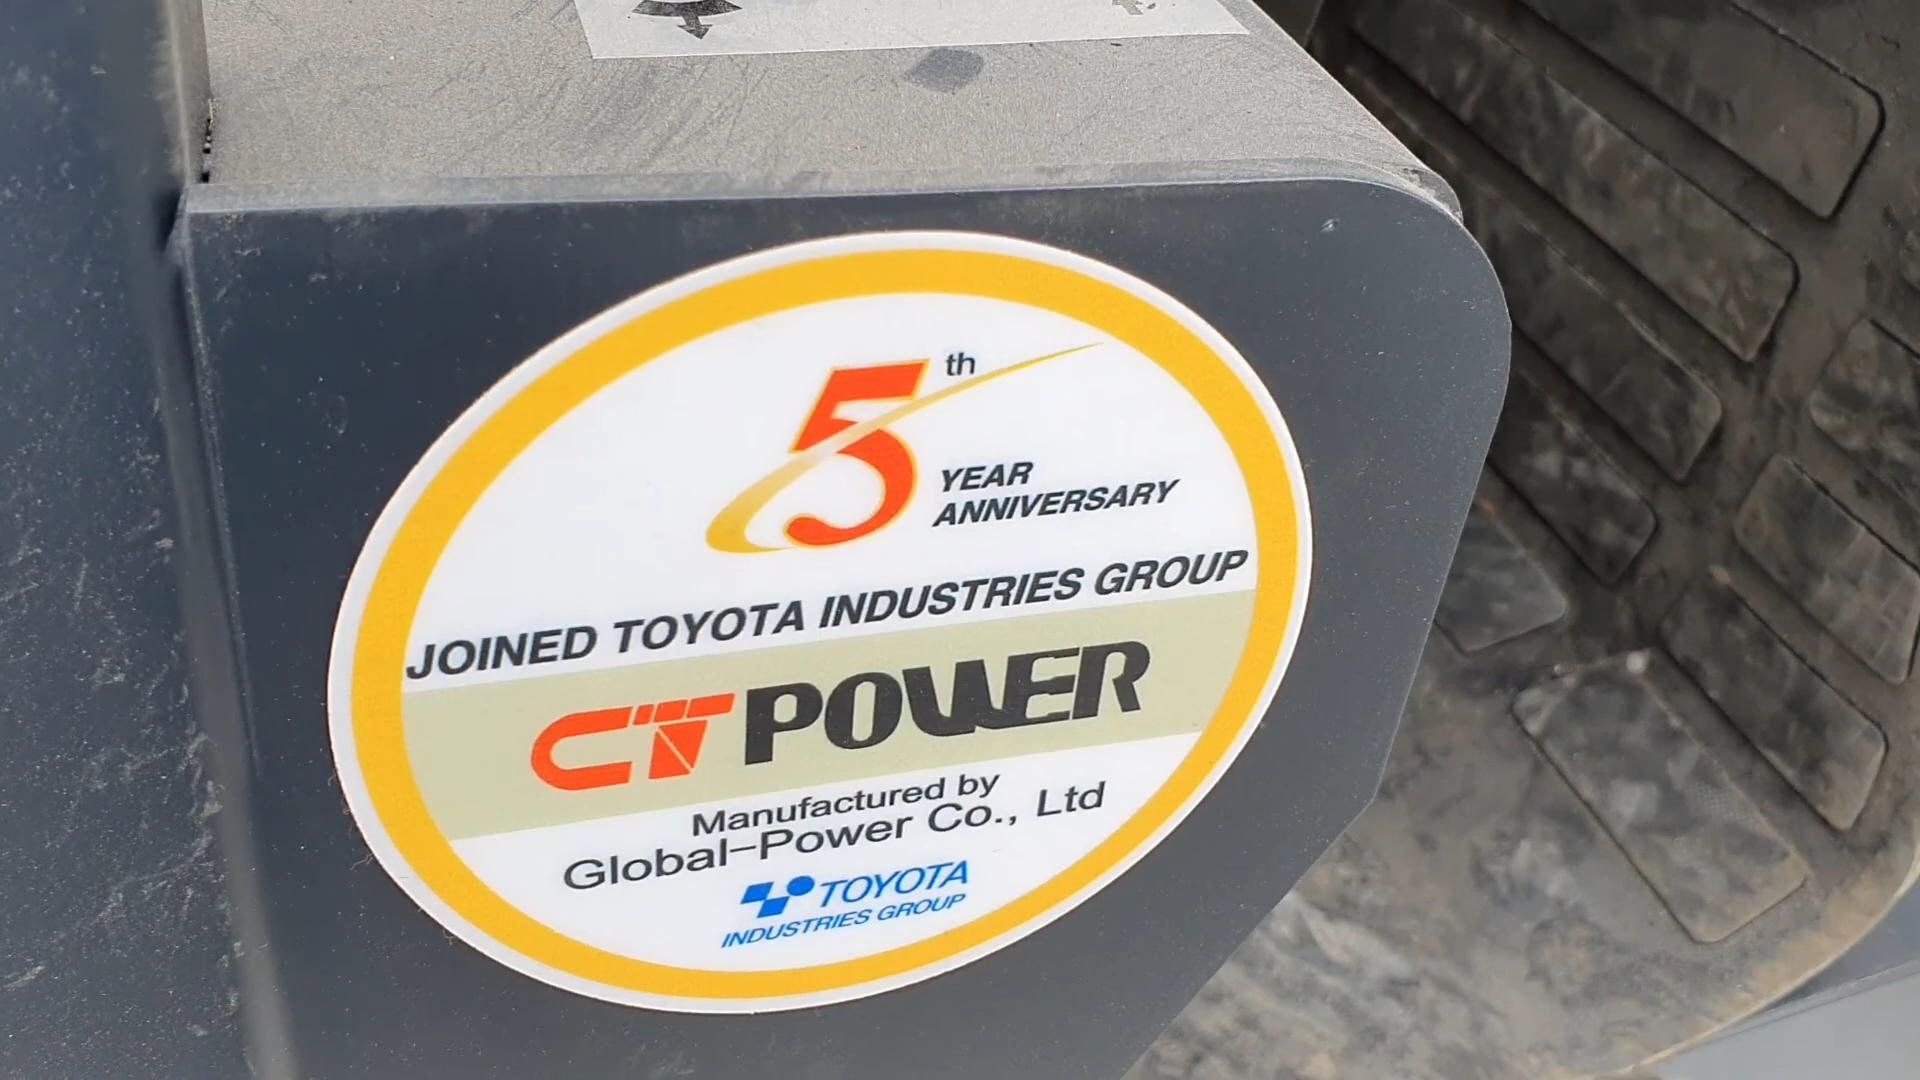 5th
YEAR
ANNIVERSARY
JOINED TOYOTA INDUSTRIES GROUP
CT POWER
Manufactured by
Global-Power Co., Ltd
TOYOTA
INDUSTRIES GROUP